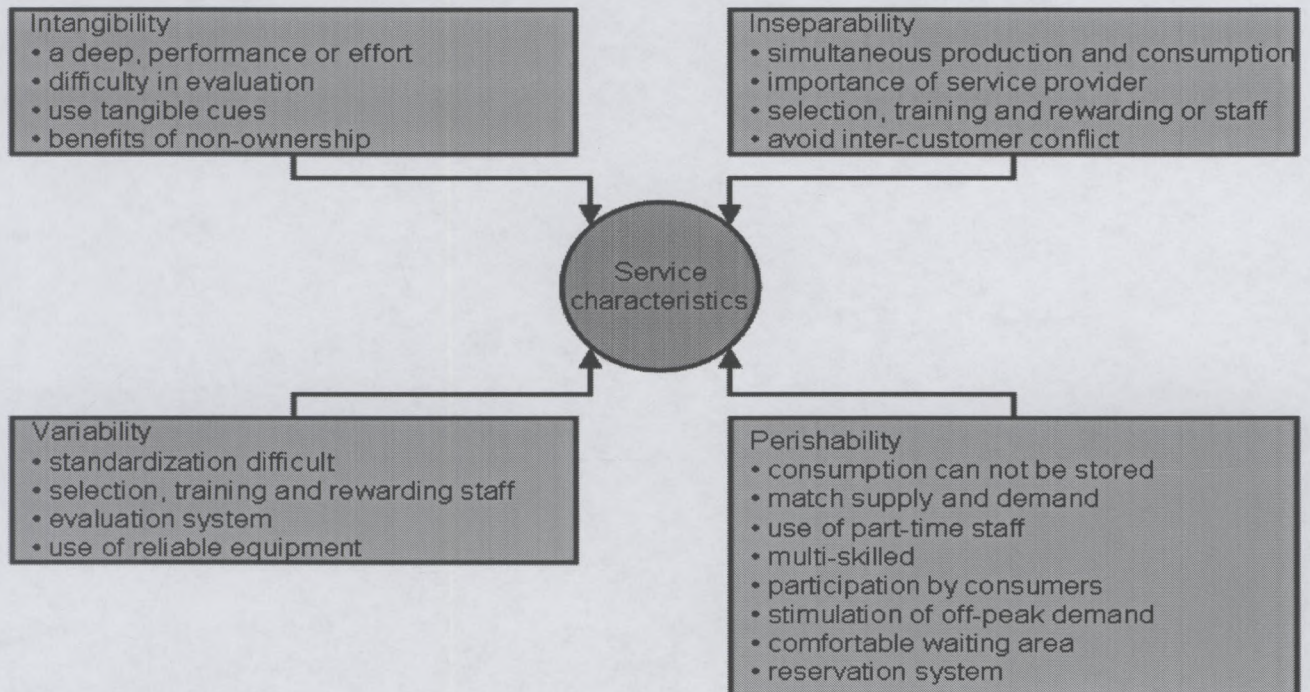 Intangibility
• a deep, performance or effort
• difficulty in evaluation
• use tangible cues
• benefits of non-ownership
Inseparability
• simultaneous production and consumption
• importance of service provider
• selection, training and rewarding or staff
• avoid inter-customer conflict
Service
characteristics
Variability
• standardization difficult
• selection, training and rewarding staff
• evaluation system
• use of reliable equipment
Perishability
• consumption can not be stored
• match supply and demand
• use of part-time staff
• multi-skilled
• participation by consumers
• stimulation of off-peak demand
• comfortable waiting area
• reservation system